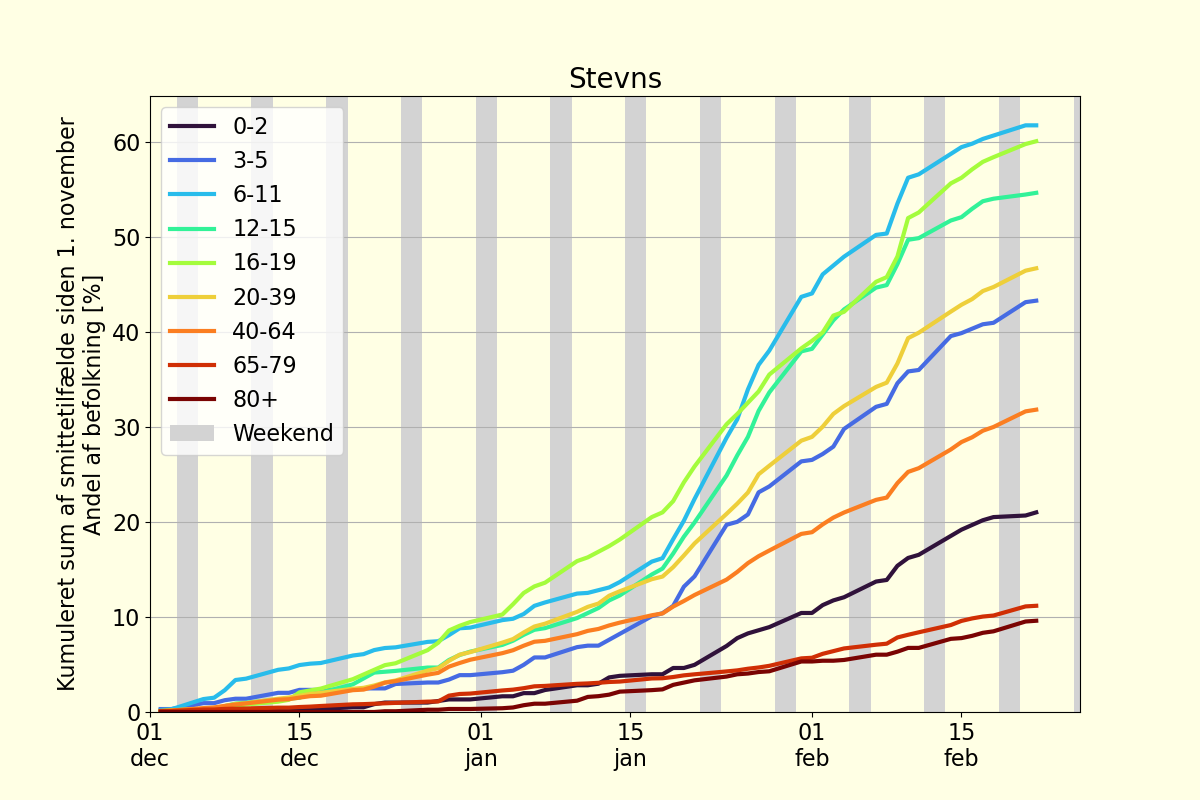 Stevns
Kumuleret sum af smittetilfælde siden 1. november
Andel af befolkning [%]
60
50
40
30
20
10
0
0-2
3-5
6-11
12-15
16-19
20-39
40-64
65-79
80+
Weekend
01 15 01 15 01 15
dec dec jan jan feb feb